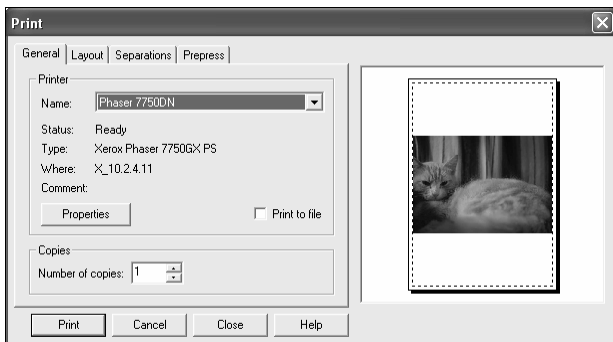 Print
General Layout Separations Prepress
Printer
Name: Phaser 7750DN
Status: Ready
Type: Xerox Phaser 7750GX PS
Where: X_10.2.4.11
Comment:
Properties Print to file
Copies
Number of copies: 1
Print Cancel Close Help